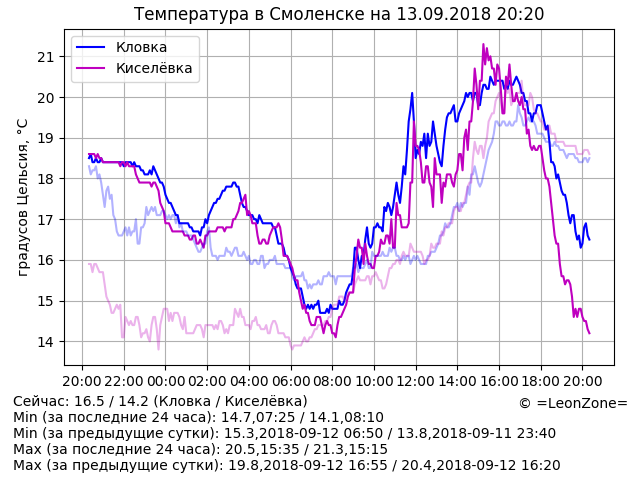 Температура в Смоленске на 13.09.2018 20:20
Кловка
Киселёвка
градусов Цельсия, °C
21
20
19
18
17
16
15
14
20:00 22:00 00:00 02:00 04:00 06:00 08:00 10:00 12:00 14:00 16:00 18:00 20:00
Сейчас: 16.5 / 14.2 (Кловка / Киселёвка)
© =LeonZone=
Min (за последние 24 часа): 14.7,07:25 / 14.1,08:10
Min (за предыдущие сутки): 15.3,2018-09-12 06:50 / 13.8,2018-09-11 23:40
Max (за последние 24 часа): 20.5,15:35 / 21.3,15:15
Max (за предыдущие сутки): 19.8,2018-09-12 16:55 / 20.4,2018-09-12 16:20